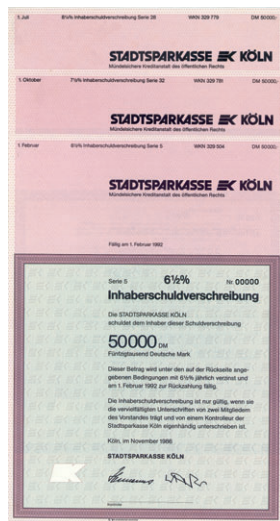 1. Juli 6½% Inhaberschuldverschreibung Serie 28 WKN 329 778 DM 50000,-
STADTSPARKASSE KÖLN
Mündelsichere Kreditanstalt des öffentlichen Rechts
1. Oktober 7½% Inhaberschuldverschreibung Serie 32 WKN 329 781 DM 50000,-
STADTSPARKASSE KÖLN
Mündelsichere Kreditanstalt des öffentlichen Rechts
1. Februar 6½% Inhaberschuldverschreibung Serie 5 WKN 329 504 DM 50000,-
STADTSPARKASSE KÖLN
Mündelsichere Kreditanstalt des öffentlichen Rechts
Fällig am 1. Februar 1992
Serie 5 6½% Nr. 00000
Inhaberschuldverschreibung
Die STADTSPARKASSE KÖLN
schuldet dem Inhaber dieser Schuldverschreibung
50000 DM
Fünfzigtausend Deutsche Mark
Dieser Betrag wird unter den auf der Rückseite ange-
gebenen Bedingungen mit 6½% jährlich verzinst und
am 1. Februar 1992 zur Rückzahlung fällig.
Die Inhaberschuldverschreibung ist nur gültig, wenn sie
die vervielfältigten Unterschriften von zwei Mitgliedern
des Vorstandes trägt und von einem Kontrolleur der
Stadtsparkasse Köln eigenhändig unterschrieben ist.
Köln, im November 1986
STADTSPARKASSE KÖLN
Kontrolleur